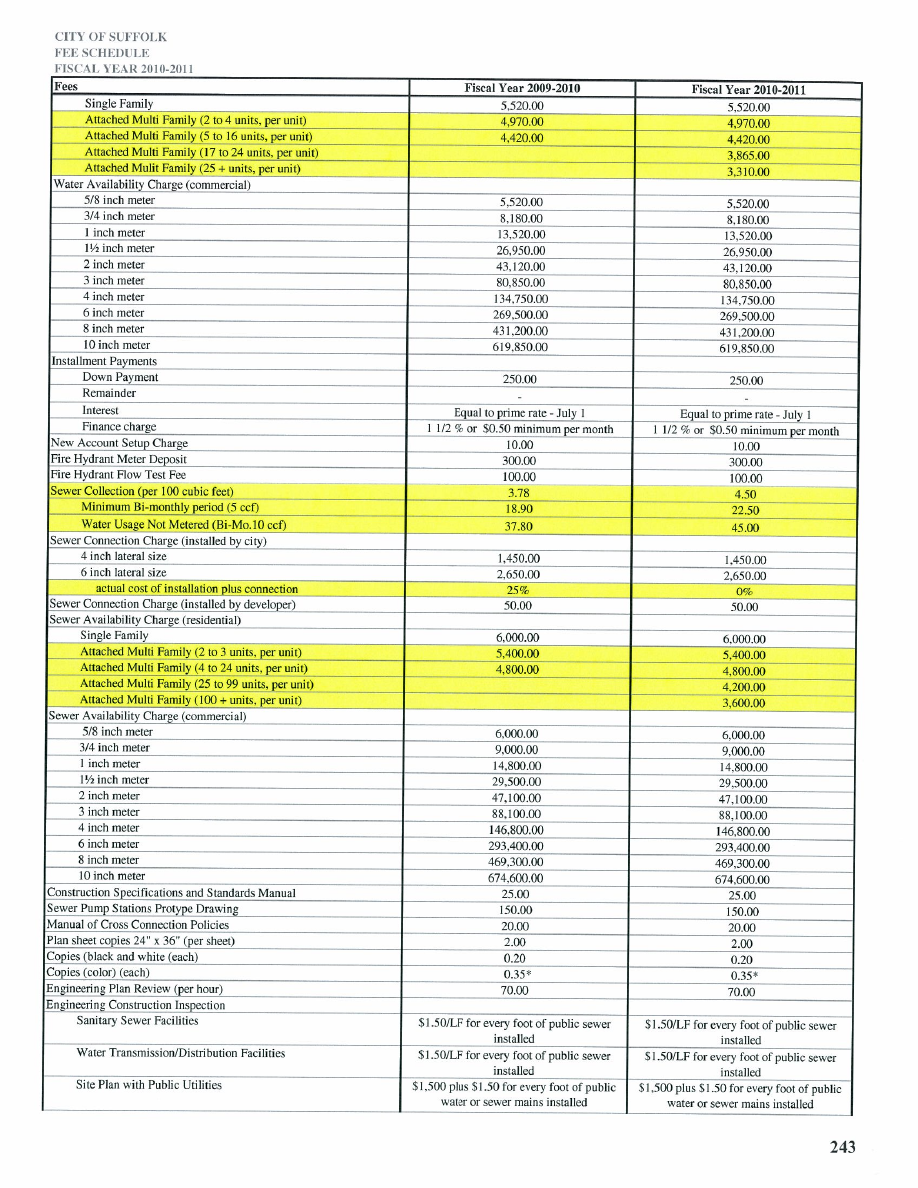 CITY OF SUFFOLK
FEE SCHEDULE
FISCAL YEAR 2010-2011
Fees Fiscal Year 2009-2010 Fiscal Year 2010-2011
Single Family 5,520.00 5,520.00
Attached Multi Family (2 to 4 units, per unit) 4,970.00 4,970.00
Attached Multi Family (5 to 16 units, per unit) 4,420.00 4,420.00
Attached Multi Family (17 to 24 units, per unit) 3,865.00
Attached Mulit Family (25 + units, per unit) 3,310.00
Water Availability Charge (commercial)
5/8 inch meter 5,520.00 5,520.00
3/4 inch meter 8,180.00 8,180.00
1 inch meter 13,520.00 13,520.00
1½ inch meter 26,950.00 26,950.00
2 inch meter 43,120.00 43,120.00
3 inch meter 80,850.00 80,850.00
4 inch meter 134,750.00 134,750.00
6 inch meter 269,500.00 269,500.00
8 inch meter 431,200.00 431,200.00
10 inch meter 619,850.00 619,850.00
Installment Payments
Down Payment 250.00 250.00
Remainder - -
Interest Equal to prime rate - July 1 Equal to prime rate - July 1
Finance charge 1 1/2 % or $0.50 minimum per month 1 1/2 % or $0.50 minimum per month
New Account Setup Charge 10.00 10.00
Fire Hydrant Meter Deposit 300.00 300.00
Fire Hydrant Flow Test Fee 100.00 100.00
Sewer Collection (per 100 cubic feet) 3.78 4.50
Minimum Bi-monthly period (5 ccf) 18.90 22.50
Water Usage Not Metered (Bi-Mo.10 ccf) 37.80 45.00
Sewer Connection Charge (installed by city)
4 inch lateral size 1,450.00 1,450.00
6 inch lateral size 2,650.00 2,650.00
actual cost of installation plus connection 25% 0%
Sewer Connection Charge (installed by developer) 50.00 50.00
Sewer Availability Charge (residential)
Single Family 6,000.00 6,000.00
Attached Multi Family (2 to 3 units, per unit) 5,400.00 5,400.00
Attached Multi Family (4 to 24 units, per unit) 4,800.00 4,800.00
Attached Multi Family (25 to 99 units, per unit) 4,200.00
Attached Multi Family (100 + units, per unit) 3,600.00
Sewer Availability Charge (commercial)
5/8 inch meter 6,000.00 6,000.00
3/4 inch meter 9,000.00 9,000.00
1 inch meter 14,800.00 14,800.00
1½ inch meter 29,500.00 29,500.00
2 inch meter 47,100.00 47,100.00
3 inch meter 88,100.00 88,100.00
4 inch meter 146,800.00 146,800.00
6 inch meter 293,400.00 293,400.00
8 inch meter 469,300.00 469,300.00
10 inch meter 674,600.00 674,600.00
Construction Specifications and Standards Manual 25.00 25.00
Sewer Pump Stations Protype Drawing 150.00 150.00
Manual of Cross Connection Policies 20.00 20.00
Plan sheet copies 24" x 36" (per sheet) 2.00 2.00
Copies (black and white (each) 0.20 0.20
Copies (color) (each) 0.35* 0.35*
Engineering Plan Review (per hour) 70.00 70.00
Engineering Construction Inspection
Sanitary Sewer Facilities $1.50/LF for every foot of public sewer $1.50/LF for every foot of public sewer
installed installed
Water Transmission/Distribution Facilities $1.50/LF for every foot of public sewer $1.50/LF for every foot of public sewer
installed installed
Site Plan with Public Utilities $1,500 plus $1.50 for every foot of public $1,500 plus $1.50 for every foot of public
water or sewer mains installed water or sewer mains installed
243